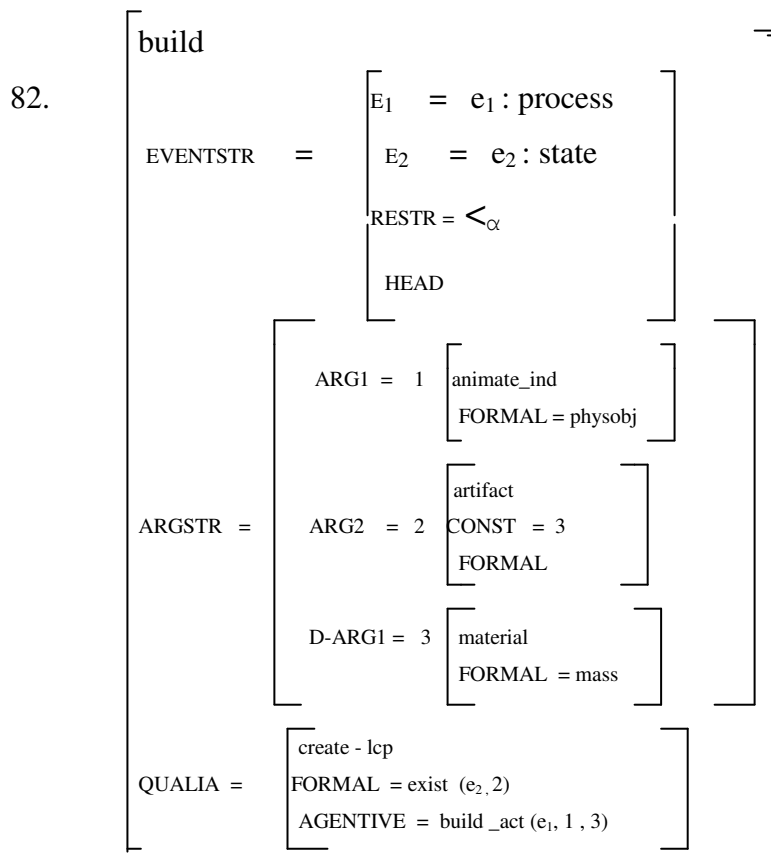 build
82.
E1 = e1 : process
EVENTSTR = E2 = e2 : state
RESTR = <α
HEAD
ARG1 = 1 animate_ind
FORMAL = physobj
artifact
ARGSTR = ARG2 = 2 CONST = 3
FORMAL
D-ARG1 = 3 material
FORMAL = mass
create - lcp
QUALIA = FORMAL = exist (e2 , 2)
AGENTIVE = build _act (e1, 1 , 3)